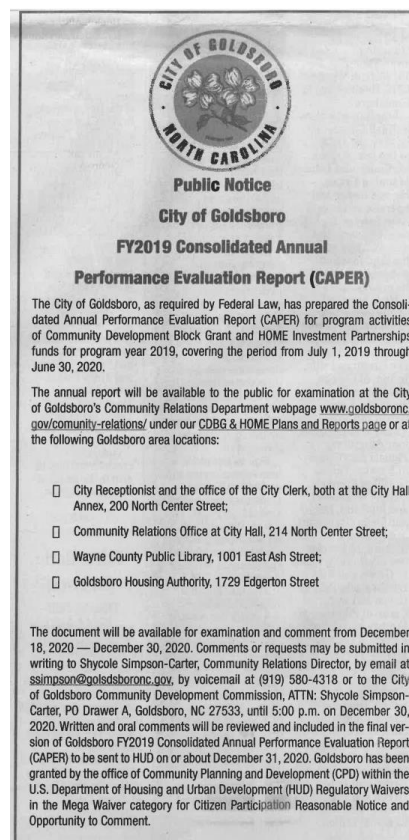 CITY OF GOLDSBORO
NORTH CAROLINA
Public Notice
City of Goldsboro
FY2019 Consolidated Annual
Performance Evaluation Report (CAPER)
The City of Goldsboro, as required by Federal Law, has prepared the Consoli-
dated Annual Performance Evaluation Report (CAPER) for program activities
of Community Development Block Grant and HOME Investment Partnerships
funds for program year 2019, covering the period from July 1, 2019 through
June 30, 2020.
The annual report will be available to the public for examination at the City
of Goldsboro's Community Relations Department webpage www.goldsboronc.
gov/comunity-relations/ under our CDBG & HOME Plans and Reports page or at
the following Goldsboro area locations:
City Receptionist and the office of the City Clerk, both at the City Hall
Annex, 200 North Center Street;
Community Relations Office at City Hall, 214 North Center Street;
Wayne County Public Library, 1001 East Ash Street;
Goldsboro Housing Authority, 1729 Edgerton Street
The document will be available for examination and comment from December
18, 2020 — December 30, 2020. Comments or requests may be submitted in
writing to Shycole Simpson-Carter, Community Relations Director, by email at
ssimpson@golsdsboronc.gov, by voicemail at (919) 580-4318 or to the City
of Goldsboro Community Development Commission, ATTN: Shycole Simpson-
Carter, PO Drawer A, Goldsboro, NC 27533, until 5:00 p.m. on December 30,
2020. Written and oral comments will be reviewed and included in the final ver-
sion of Goldsboro FY2019 Consolidated Annual Performance Evaluation Report
(CAPER) to be sent to HUD on or about December 31, 2020. Goldsboro has been
granted by the office of Community Planning and Development (CPD) within the
U.S. Department of Housing and Urban Development (HUD) Regulatory Waivers
in the Mega Waiver category for Citizen Participation Reasonable Notice and
Opportunity to Comment.